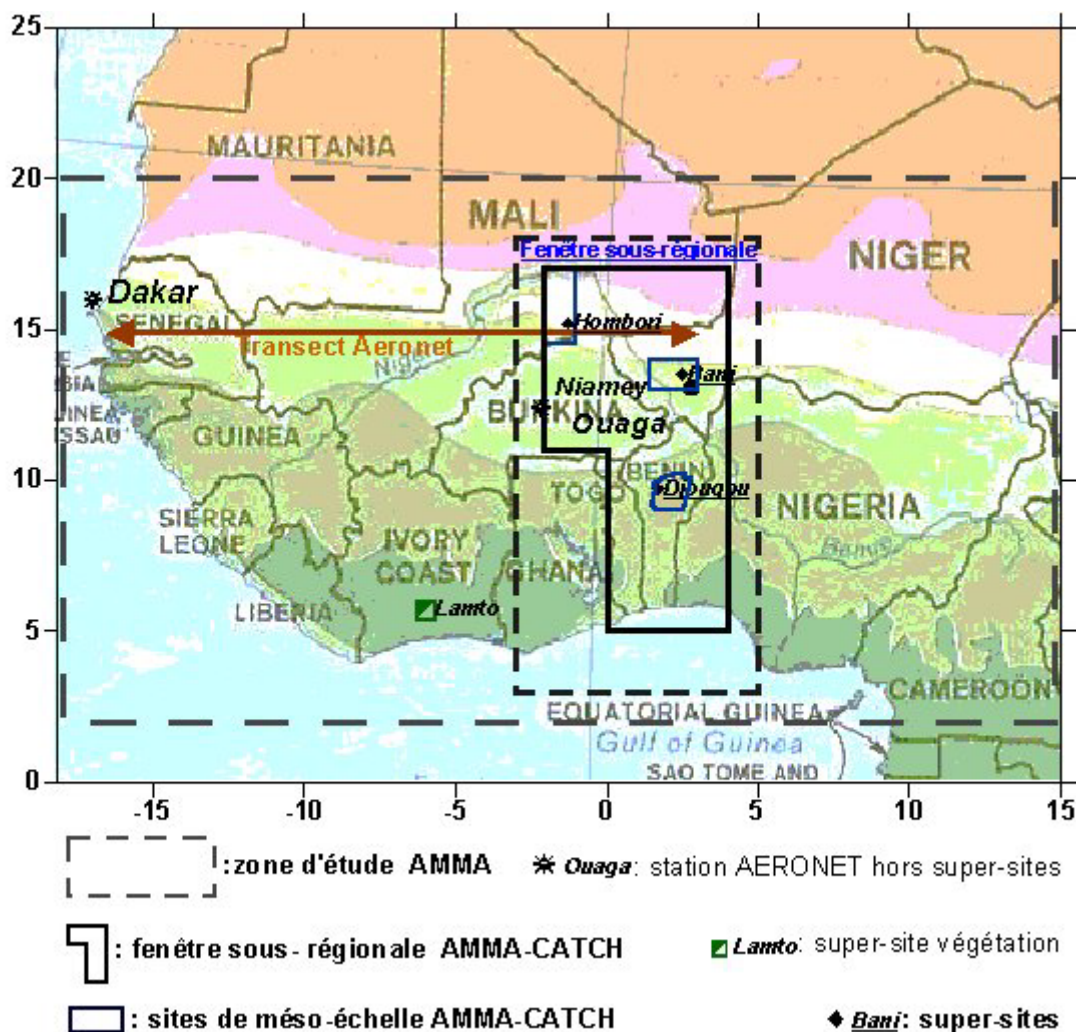 25
MAURITANIA
20
MALI
Fenêtre sous-régionale
NIGER
Dakar
Hombori
15
SENEGAL
Transect Aeronet
Niger
Bani
Niamey
BURKINA
Ouaga
GUINEA
10
BENIN
TOGO
Djougou
NIGERIA
SIERRA
LEONE
IVORY
COAST
GHANA
LIBERIA
Lamto
5
CAMEROON
EQUATORIAL GUINEA
Gulf of Guinea
SAO TOME AND
0
-15 -10 -5 0 5 10 15
: zone d'étude AMMA
Ouaga: station AERONET hors super-sites
: fenêtre sous-régionale AMMA-CATCH
Lamto: super-site végétation
: sites de méso-échelle AMMA-CATCH
Bani: super-sites